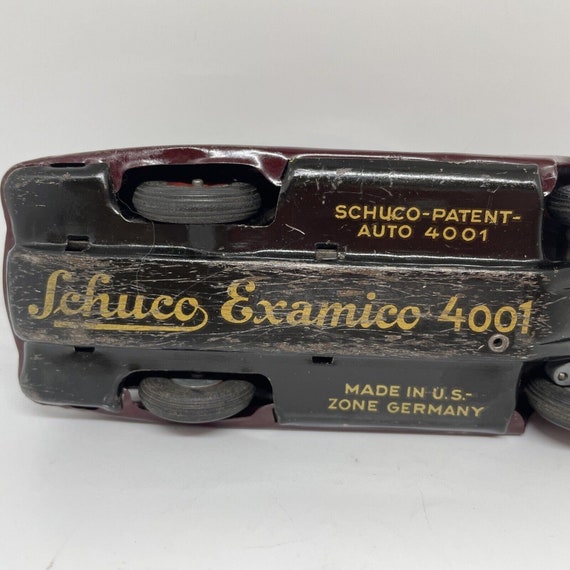 SCHUCO-PATENT-
AUTO 4001
Schuco Examico 4001
MADE IN U.S.-
ZONE GERMANY